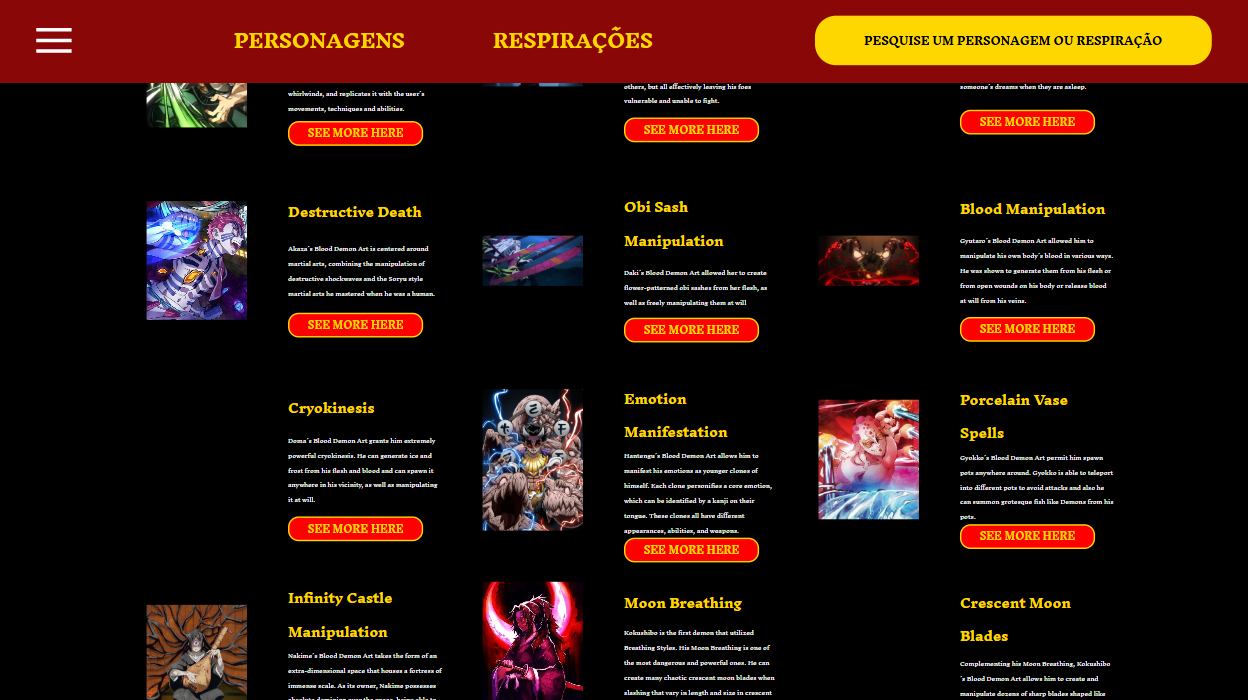 PERSONAGENS
RESPIRAÇÕES
PESQUISE UM PERSONAGEM OU RESPIRAÇÃO
whirlwinds, and replicates it with the user's
movements, techniques and abilities.
SEE MORE HERE
others, but all effectively leaving his foes
vulnerable and unable to fight.
SEE MORE HERE
someone's dreams when they are asleep.
SEE MORE HERE
Destructive Death
Akaza's Blood Demon Art is centered around
martial arts, combining the manipulation of
destructive shockwaves and the Soryu style
martial arts he mastered when he was a human.
SEE MORE HERE
Obi Sash
Manipulation
Daki's Blood Demon Art allowed her to create
flower-patterned obi sashes from her flesh, as
well as freely manipulating them at will
SEE MORE HERE
Blood Manipulation
Gyutaro's Blood Demon Art allowed him to
manipulate his own body's blood in various ways.
He was shown to generate them from his flesh or
from open wounds on his body or release blood
at will from his veins.
SEE MORE HERE
Cryokinesis
Doma's Blood Demon Art grants him extremely
powerful cryokinesis. He can generate ice and
frost from his flesh and blood and can spawn it
anywhere in his vicinity, as well as manipulating
it at will.
SEE MORE HERE
Emotion
Manifestation
Hantengu's Blood Demon Art allows him to
manifest his emotions as younger clones of
himself. Each clone personifies a core emotion,
which can be identified by a kanji on their
tongue. These clones all have different
appearances, abilities, and weapons.
SEE MORE HERE
Porcelain Vase
Spells
Gyokko's Blood Demon Art permit him spawn
pots anywhere around. Gyokko is able to teleport
into different pots to avoid attacks and also he
can summon grotesque fish like Demons from his
pots.
SEE MORE HERE
Infinity Castle
Manipulation
Nakime's Blood Demon Art takes the form of an
extra-dimensional space that houses a fortress of
immense scale. As its owner, Nakime possesses
Moon Breathing
Kokushibo is the first demon that utilized
Breathing Styles. His Moon Breathing is one of
the most dangerous and powerful ones. He can
create many chaotic crescent moon blades when
slashing that vary in length and size in crescent
Crescent Moon
Blades
Complementing his Moon Breathing, Kokushibo
's Blood Demon Art allows him to create and
manipulate dozens of sharp blades shaped like